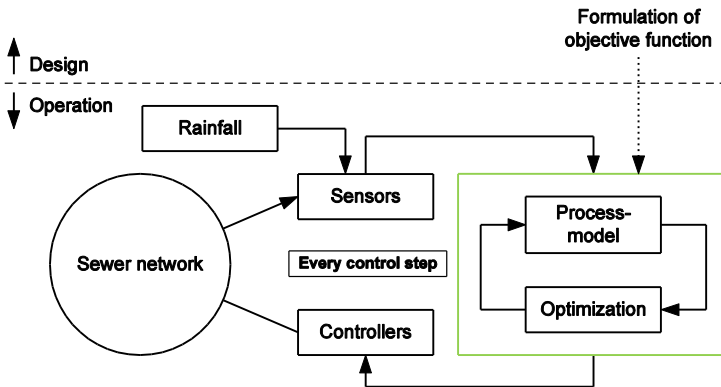 Formulation of
objective function
Design
Operation
Rainfall
Sensors
Process-
model
Sewer network
Every control step
Optimization
Controllers